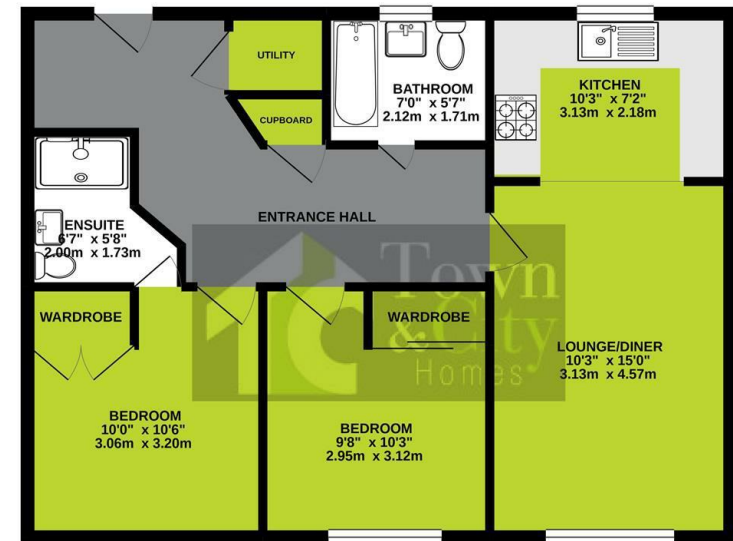 UTILITY
CUPBOARD
BATHROOM
7'0" x 5'7"
2.12m x 1.71m
KITCHEN
10'3" x 7'2"
3.13m x 2.18m
ENTRANCE HALL
ENSUITE
6'7" x 5'8"
2.00m x 1.73m
WARDROBE
WARDROBE
Town
& City
Homes
LOUNGE/DINER
10'3" x 15'0"
3.13m x 4.57m
BEDROOM
10'0" x 10'6"
3.06m x 3.20m
BEDROOM
9'8" x 10'3"
2.95m x 3.12m